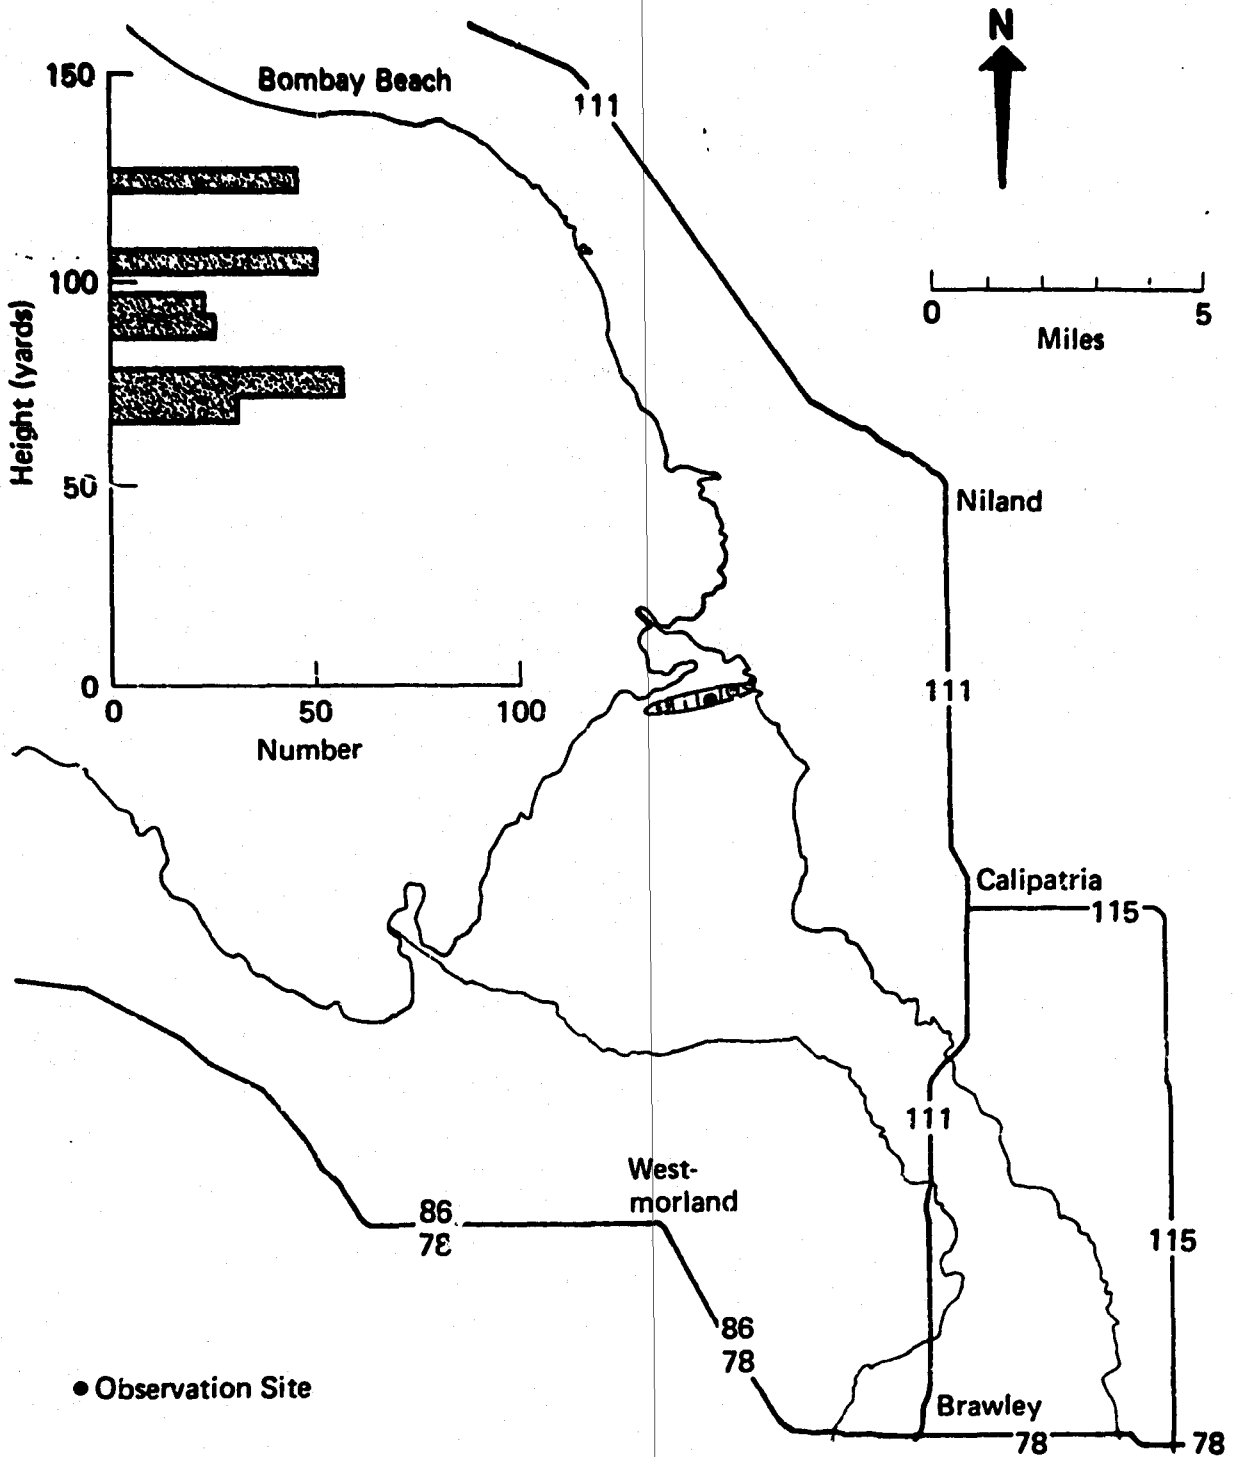 N
150
Bombay Beach
111
100
0
5
Miles
Height (yards)
50
Niland
0
111
0
50
100
Number
Calipatria
115
111
West-
morland
86
78
115
86
78
Observation Site
Brawley
78
78